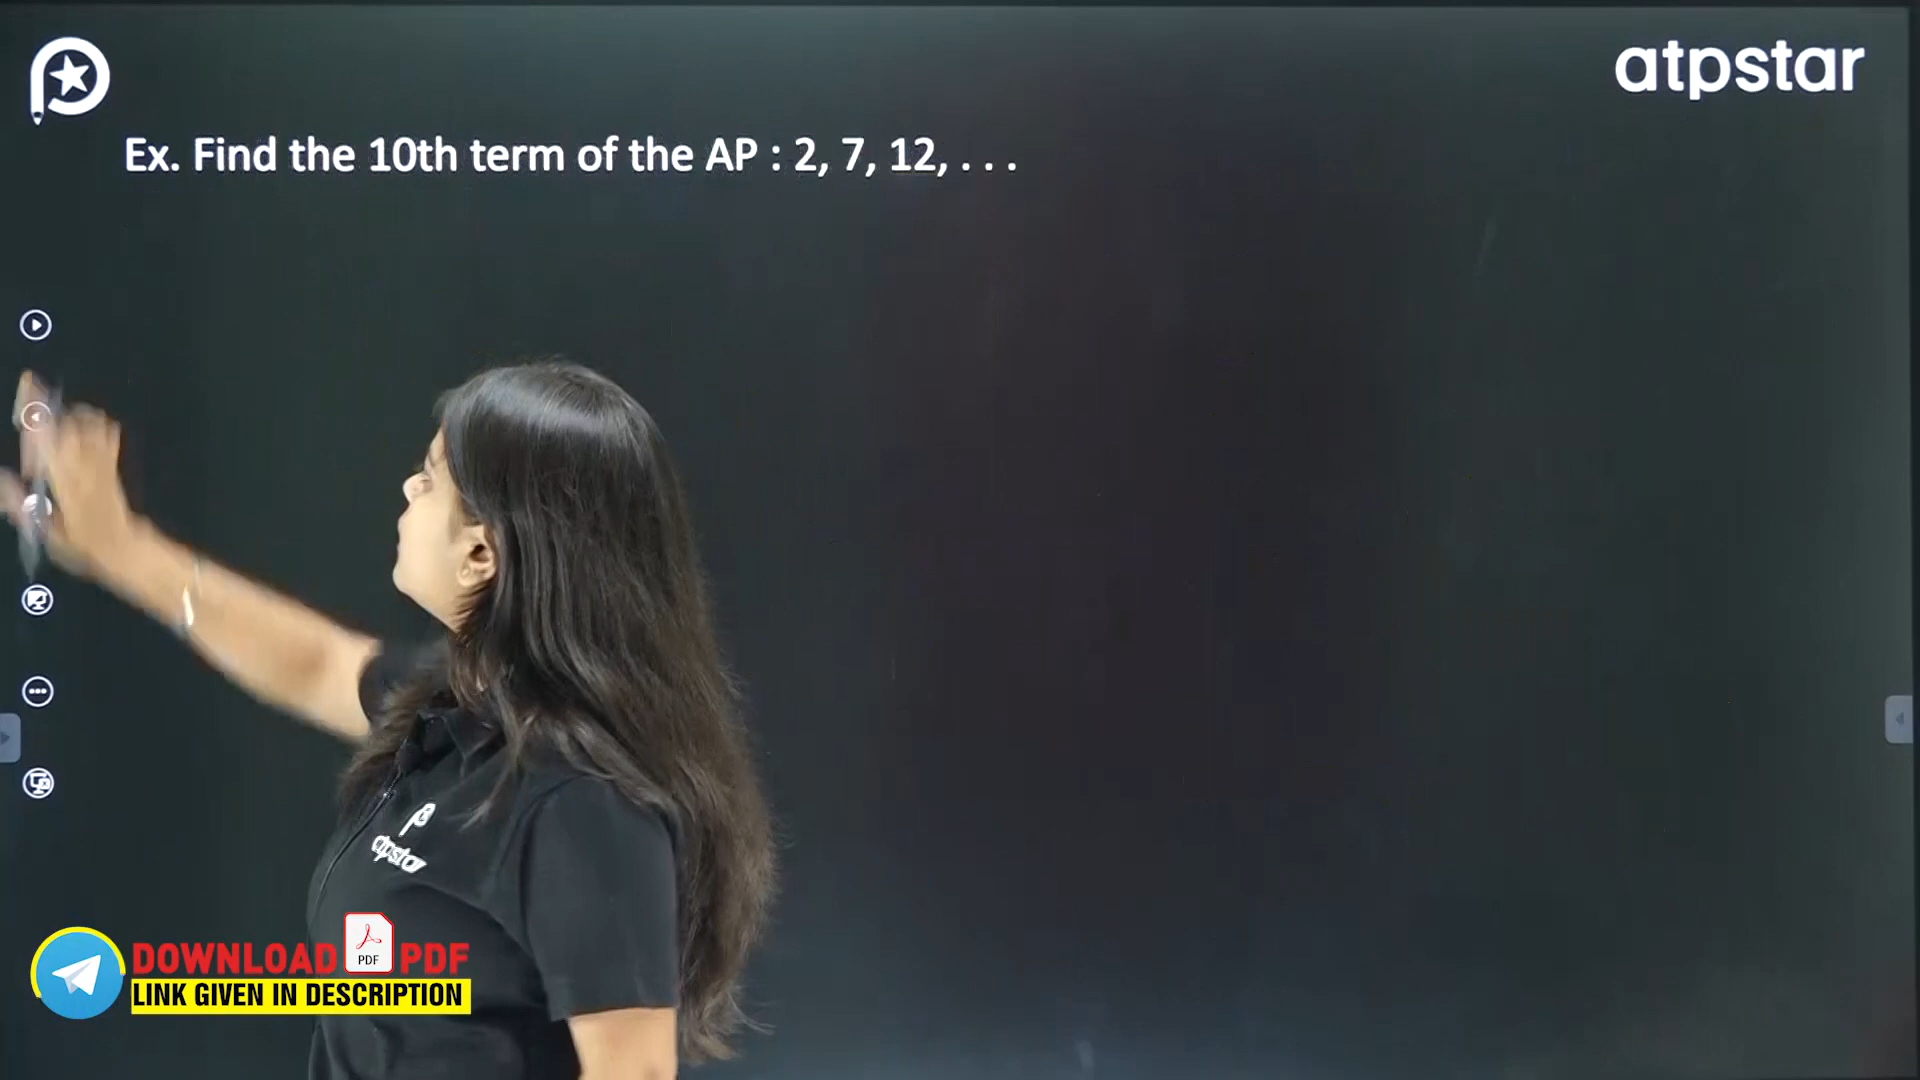 atpstar
Ex. Find the 10th term of the AP : 2, 7, 12, . . .
atpstar
DOWNLOAD PDF PDF
LINK GIVEN IN DESCRIPTION